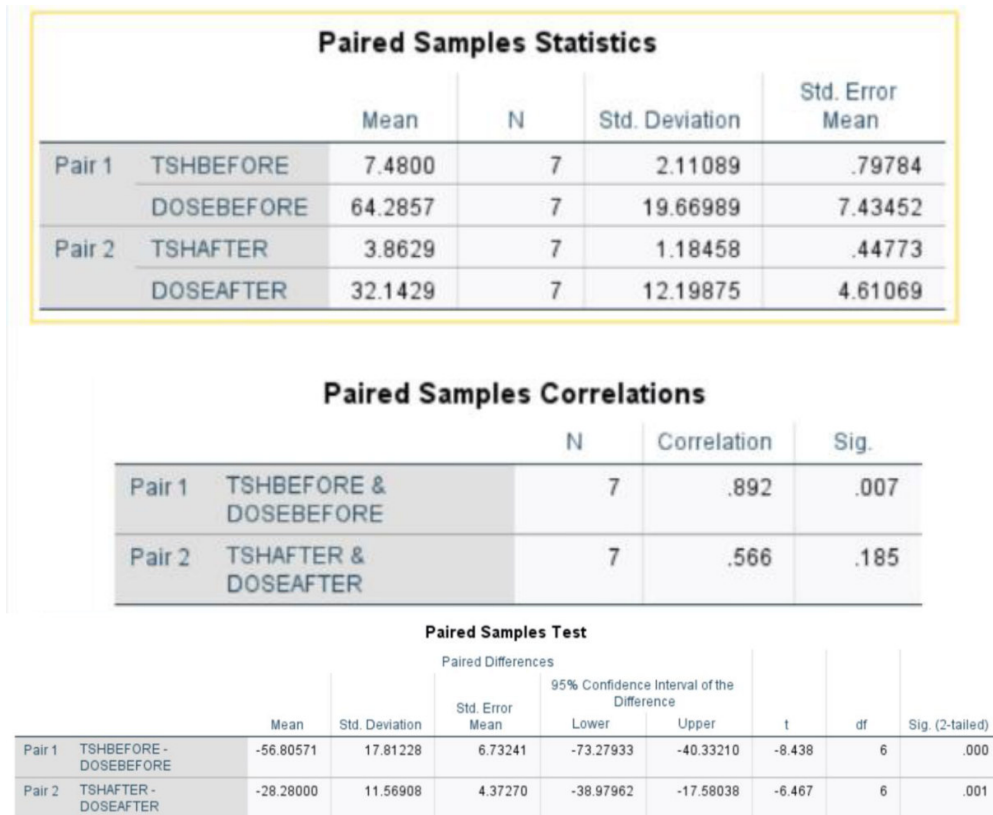 Paired Samples Statistics
Mean N Std. Deviation Std. Error Mean
Pair 1 TSHBEFORE 7.4800 7 2.11089 .79784
DOSEBEFORE 64.2857 7 19.66989 7.43452
Pair 2 TSHAFTER 3.8629 7 1.18458 .44773
DOSEAFTER 32.1429 7 12.19875 4.61069
Paired Samples Correlations
N Correlation Sig.
Pair 1 TSHBEFORE & DOSEBEFORE 7 .892 .007
Pair 2 TSHAFTER & DOSEAFTER 7 .566 .185
Paired Samples Test
Paired Differences
95% Confidence Interval of the Difference
Mean Std. Deviation Std. Error Mean Lower Upper t df Sig. (2-tailed)
Pair 1 TSHBEFORE - DOSEBEFORE -56.80571 17.81228 6.73241 -73.27933 -40.33210 -8.438 6 .000
Pair 2 TSHAFTER - DOSEAFTER -28.28000 11.56908 4.37270 -38.97962 -17.58038 -6.467 6 .001